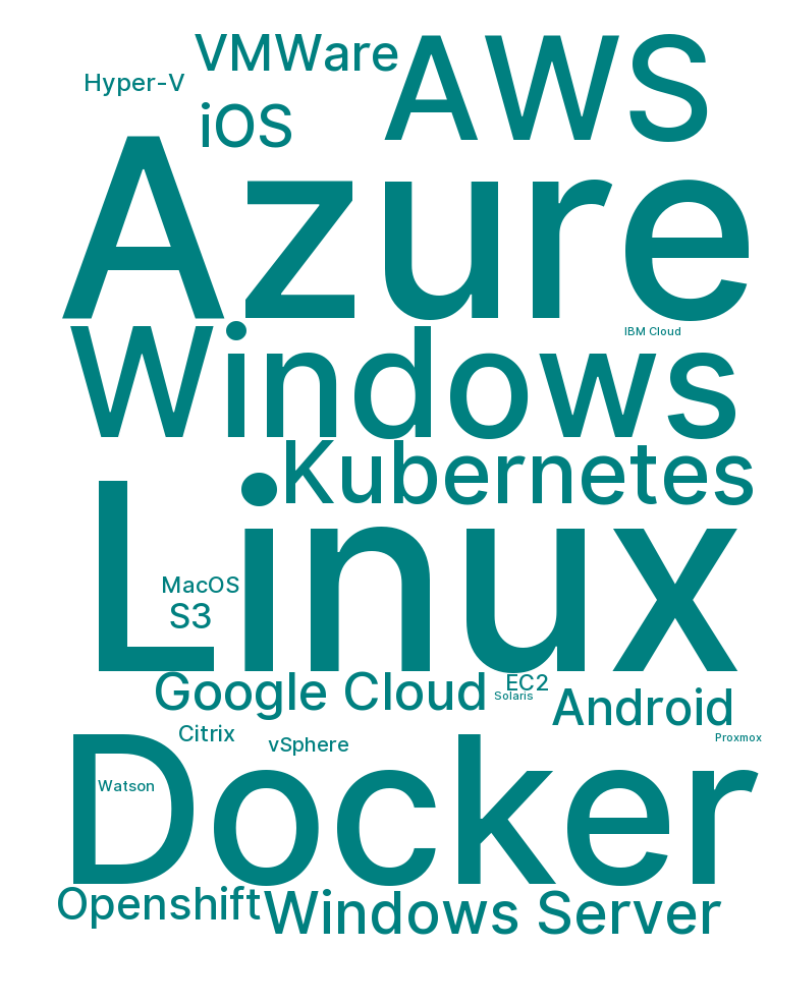 VMWare
AWS
Hyper-V
iOS
Azure
IBM Cloud
Windows
Kubernetes
Linux
MacOS
S3
Google Cloud
EC2
Solaris
Android
Citrix
vSphere
Proxmox
Docker
Watson
Openshift
Windows Server